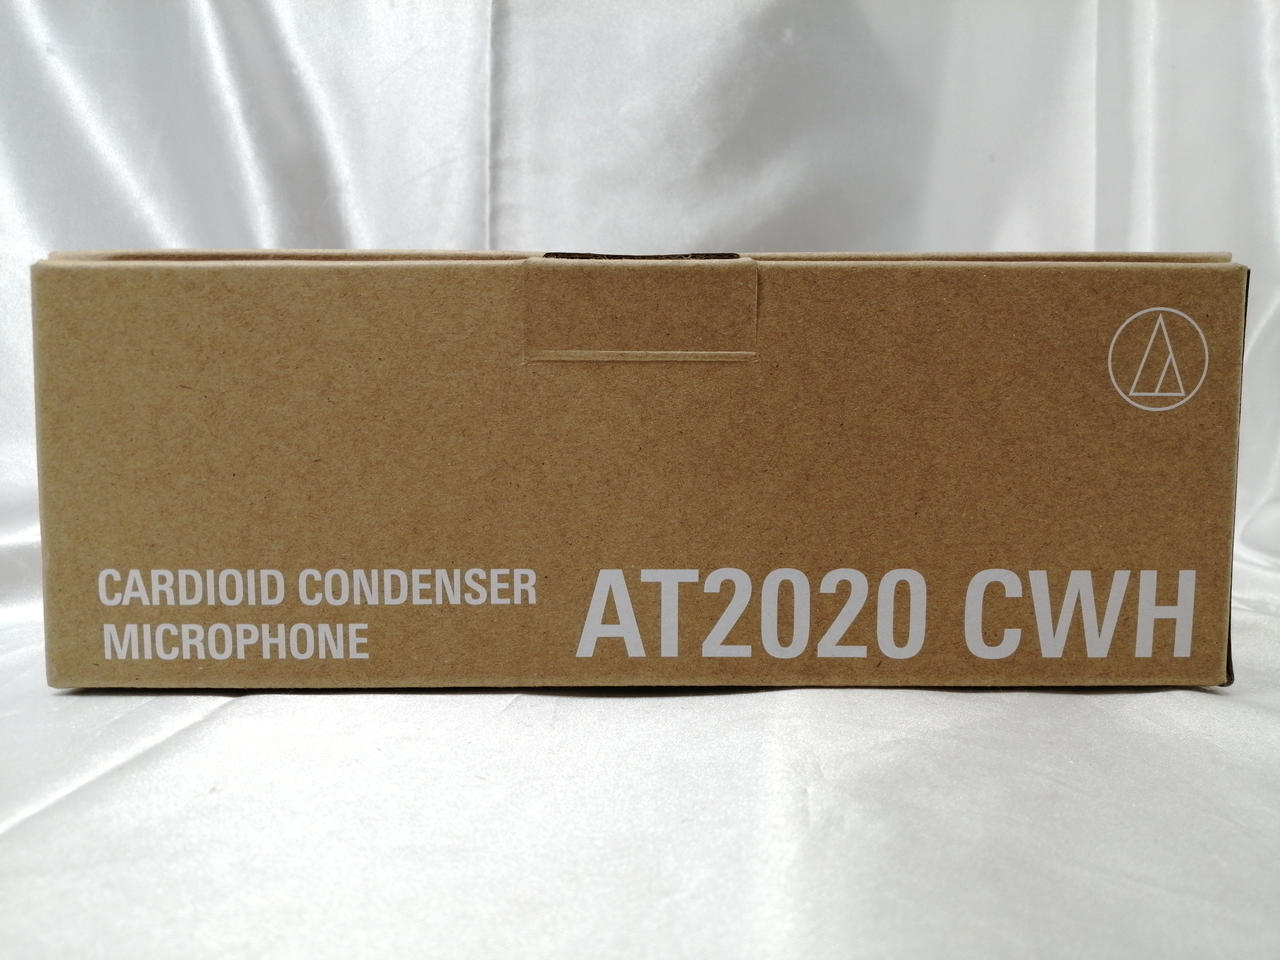 CARDIOID CONDENSER
MICROPHONE
AT2020 CWH